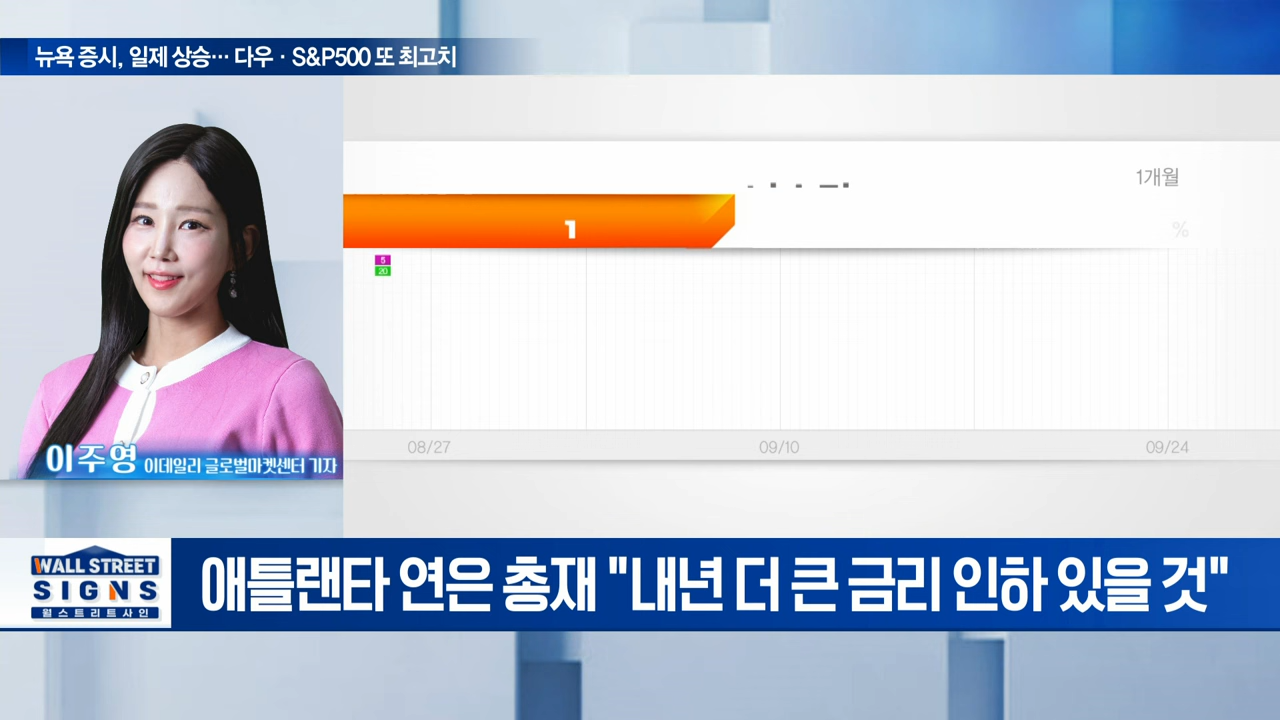 뉴욕 증시, 일제 상승… 다우 · S&P500 또 최고치
1개월
1
%
5
20
08/27 09/10 09/24
이주영 이데일리 글로벌마켓센터 기자
WALL STREET
SIGNS
월스트리트사인
애틀랜타 연은 총재 "내년 더 큰 금리 인하 있을 것"